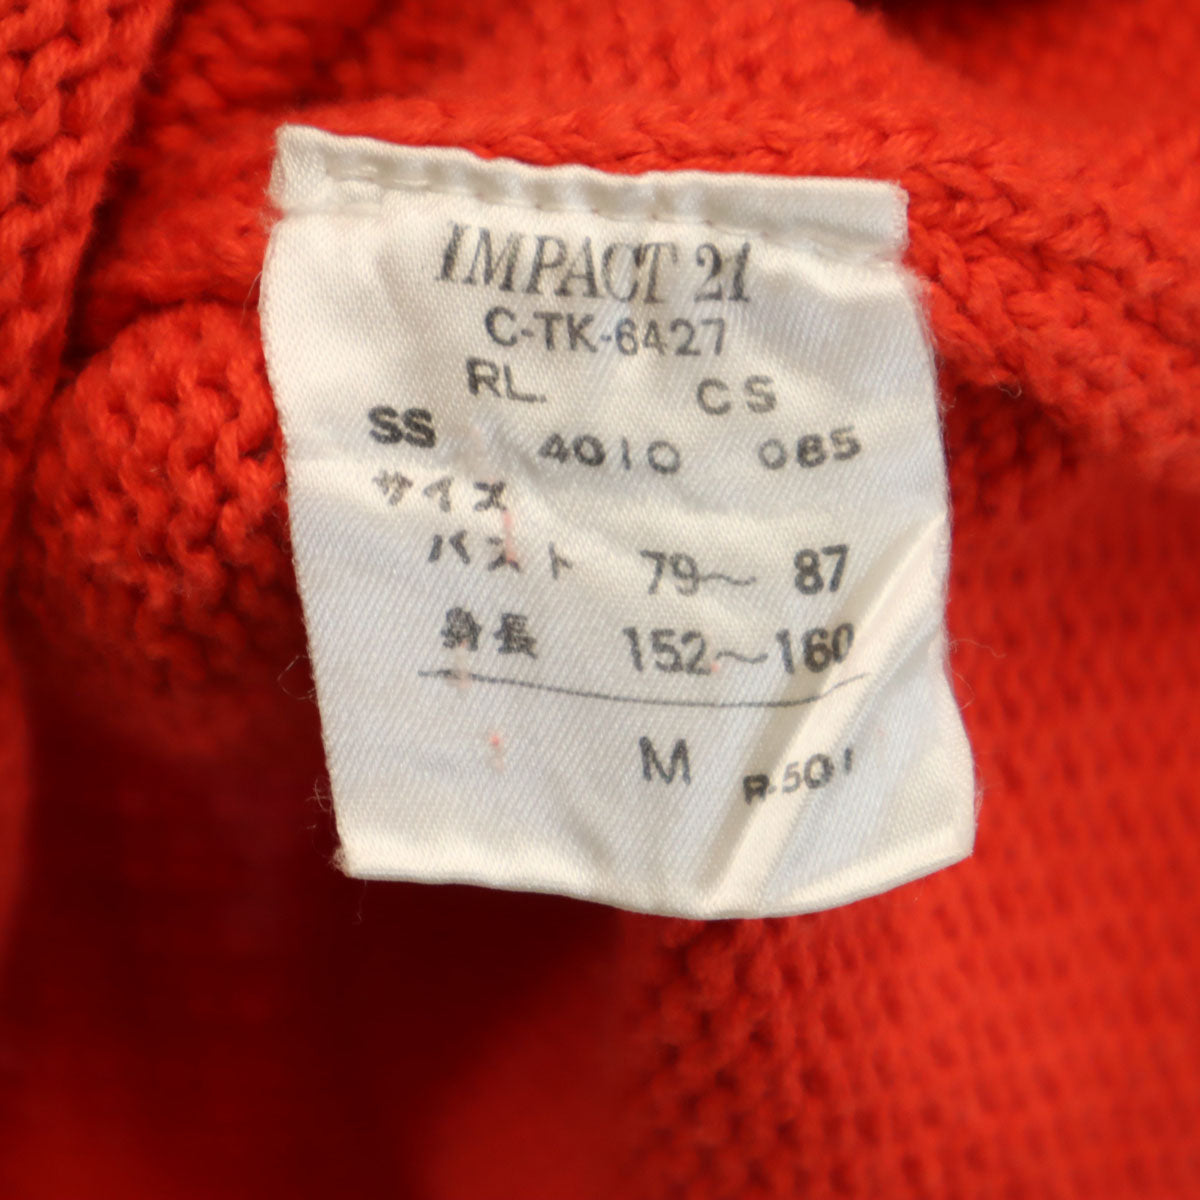 IMPACT 21
C-TK-6427
RL CS
SS 4010 085
サイズ
バスト 79〜87
身長 152〜160
M R-501